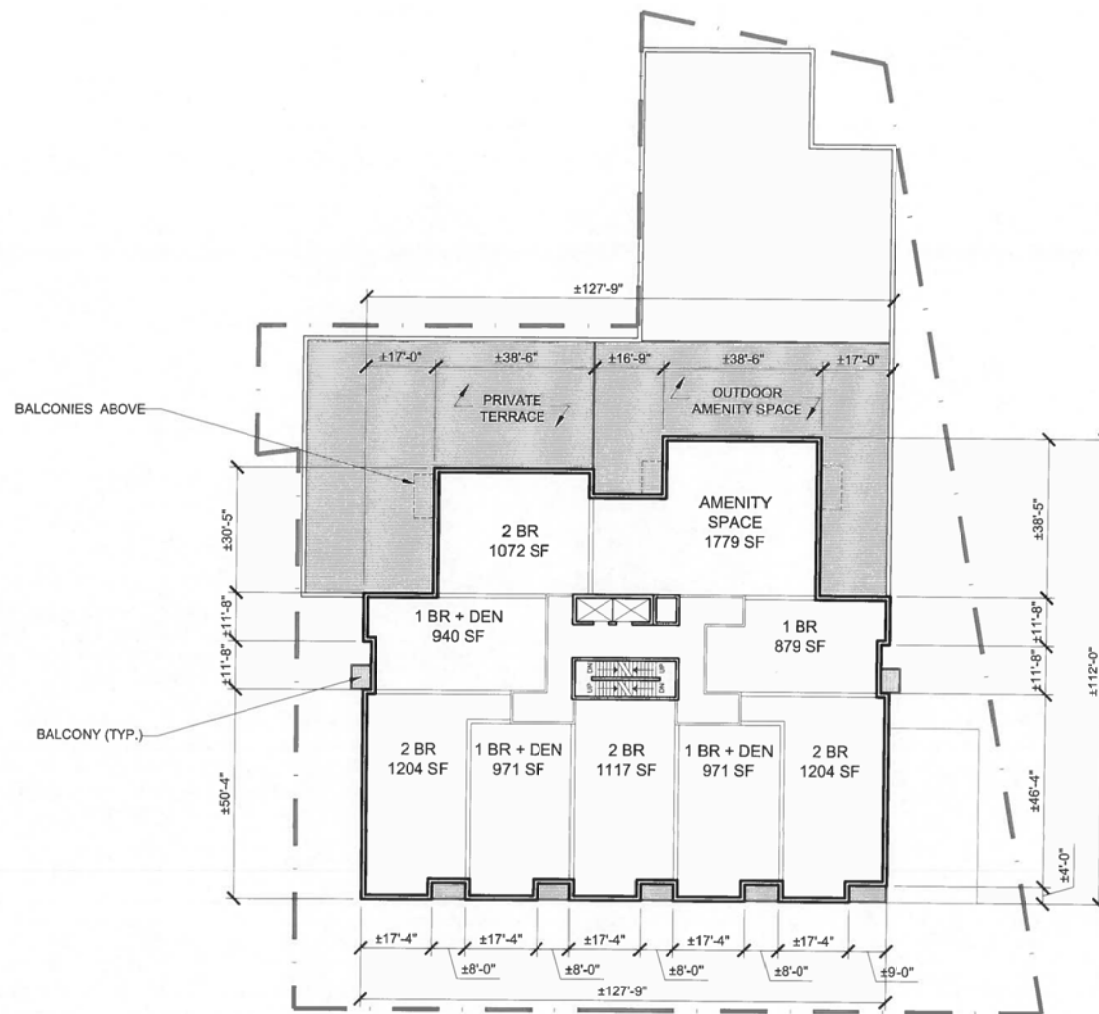 ±127'-9"
±17'-0"
±38'-6"
±16'-9"
±38'-6"
±17'-0"
PRIVATE
TERRACE
OUTDOOR
AMENITY SPACE
BALCONIES ABOVE
±30'-5"
2 BR
1072 SF
AMENITY
SPACE
1779 SF
±38'-5"
±11'-8"
1 BR + DEN
940 SF
1 BR
879 SF
±11'-8"
±11'-8"
±11'-8"
±112'-0"
DN
UP
UP
DN
BALCONY (TYP.)
2 BR
1204 SF
1 BR + DEN
971 SF
2 BR
1117 SF
1 BR + DEN
971 SF
2 BR
1204 SF
±50'-4"
±46'-4"
±4'-0"
±17'-4"
±17'-4"
±17'-4"
±17'-4"
±17'-4"
±8'-0"
±8'-0"
±8'-0"
±8'-0"
±9-0"
±127'-9"